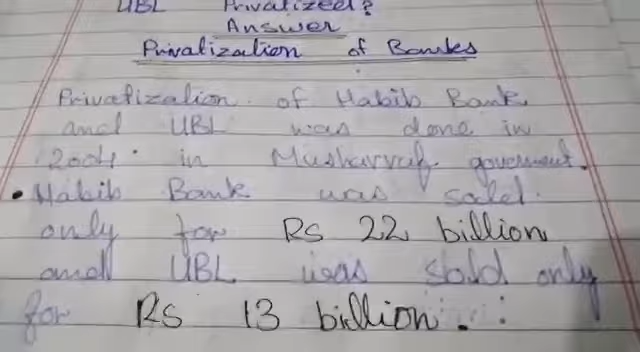 UBL Privatized?
Answer
Privatization of Banks
Privatization of Habib Bank
and UBL was done in
2004 in Musharraf goverment.
• Habib Bank was sold
only for Rs 22 billion
and UBL was sold only
for Rs 13 billion.